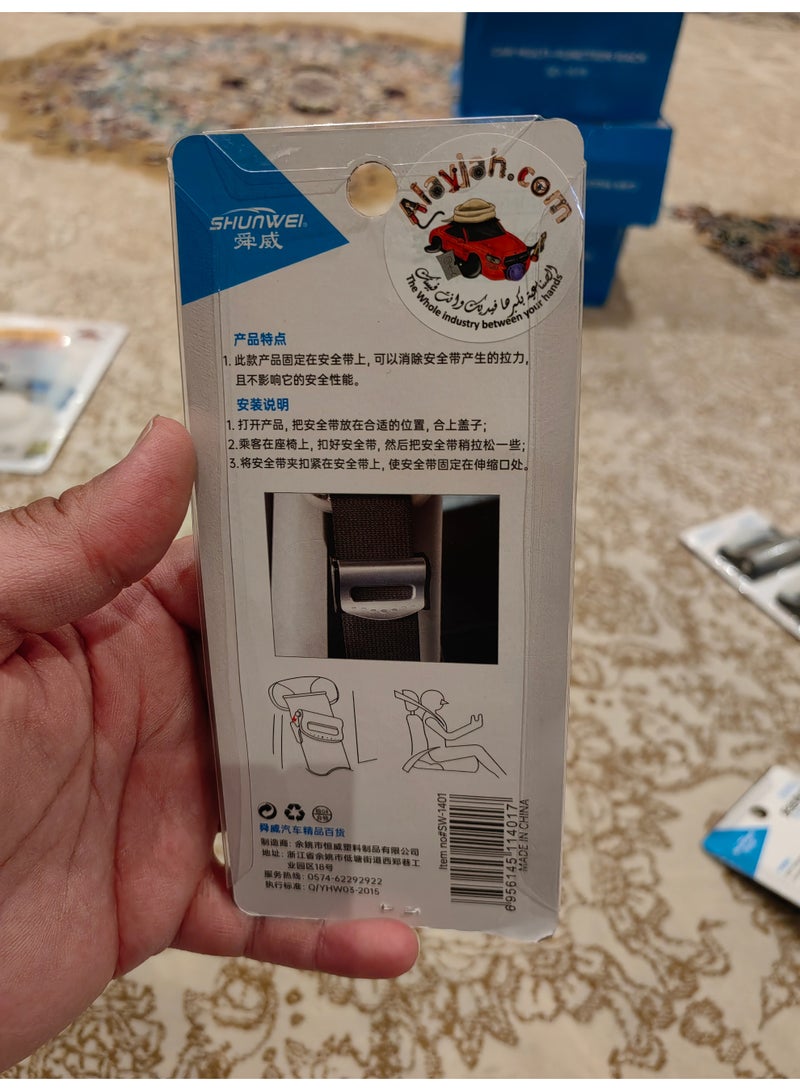 CAR MULTI-FUNCTION RACK
SHUNWEI
舜威
Alayjah.com
الصناعية بكبرها فيديك وانت فبيتك
The Whole industry between your hands
产品特点
1. 此款产品固定在安全带上, 可以消除安全带产生的拉力,
且不影响它的安全性能。
安装说明
1. 打开产品, 把安全带放在合适的位置, 合上盖子;
2.乘客在座椅上, 扣好安全带, 然后把安全带稍拉松一些;
3.将安全带夹扣紧在安全带上, 使安全带固定在伸缩口处。
舜威汽车精品百货
制造商: 余姚市恒威塑料制品有限公司
地址: 浙江省余姚市低塘街道西郑巷工
业园区18号
服务热线: 0574-62292922
执行标准: Q/YHW03-2015
Item no#SW-1401
6956145114017
MADE IN CHINA